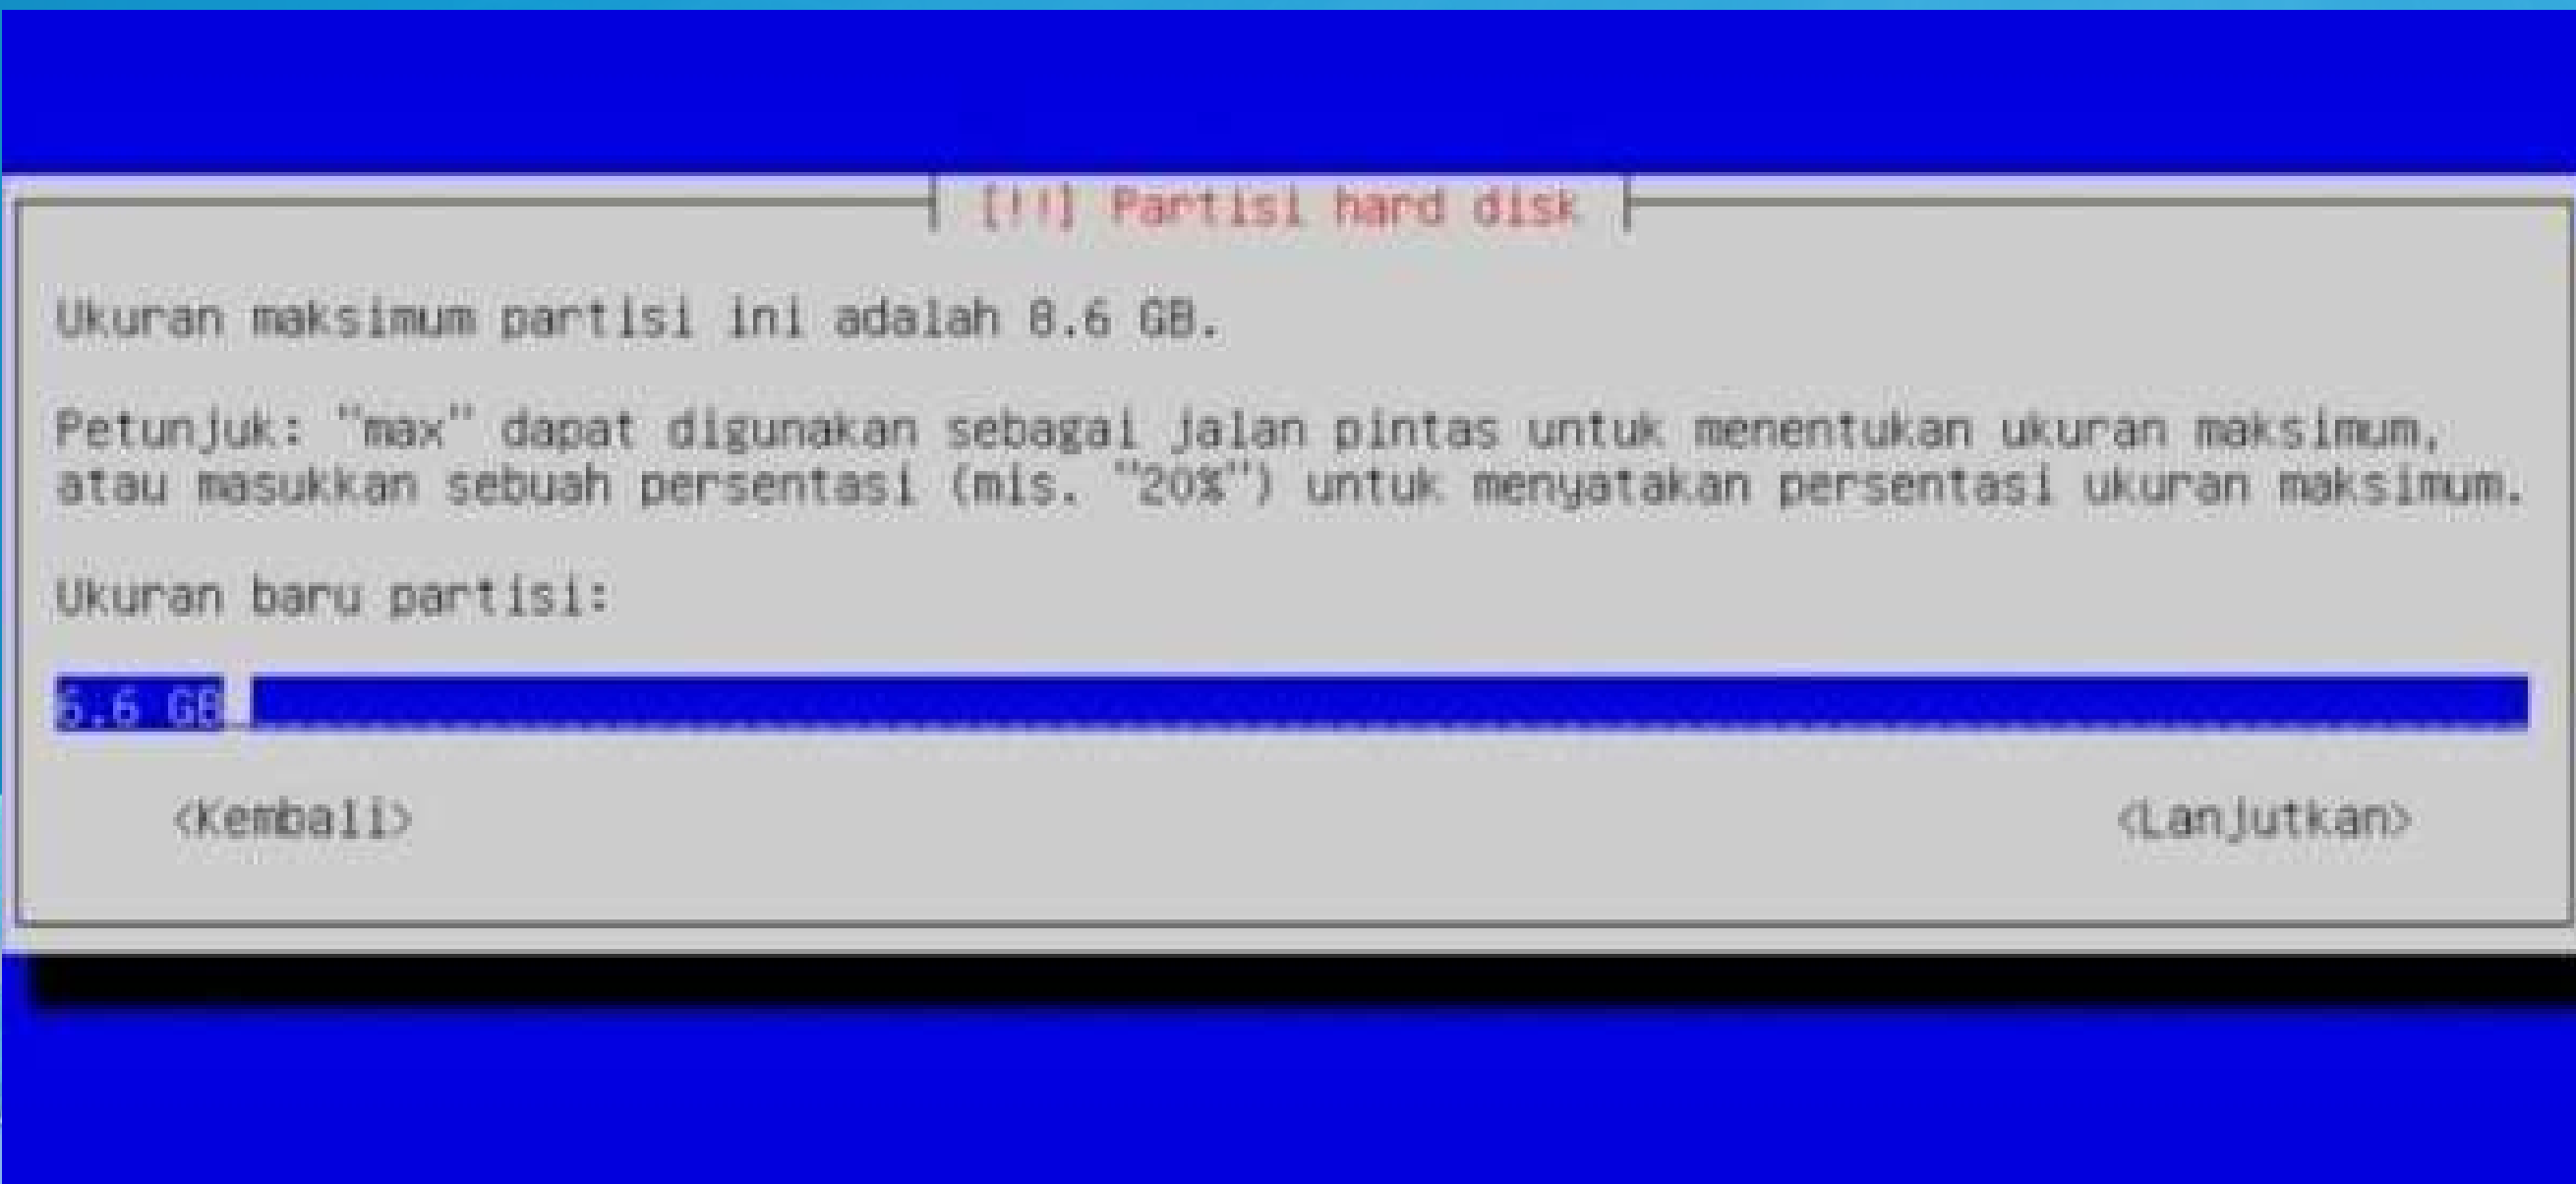 [!!] Partisi hard disk
Ukuran maksimum partisi ini adalah 8.6 GB.
Petunjuk: "max" dapat digunakan sebagai jalan pintas untuk menentukan ukuran maksimum,
atau masukkan sebuah persentasi (mis. "20%") untuk menyatakan persentasi ukuran maksimum.
Ukuran baru partisi:
6.6 GB
<Kembali>
<Lanjutkan>